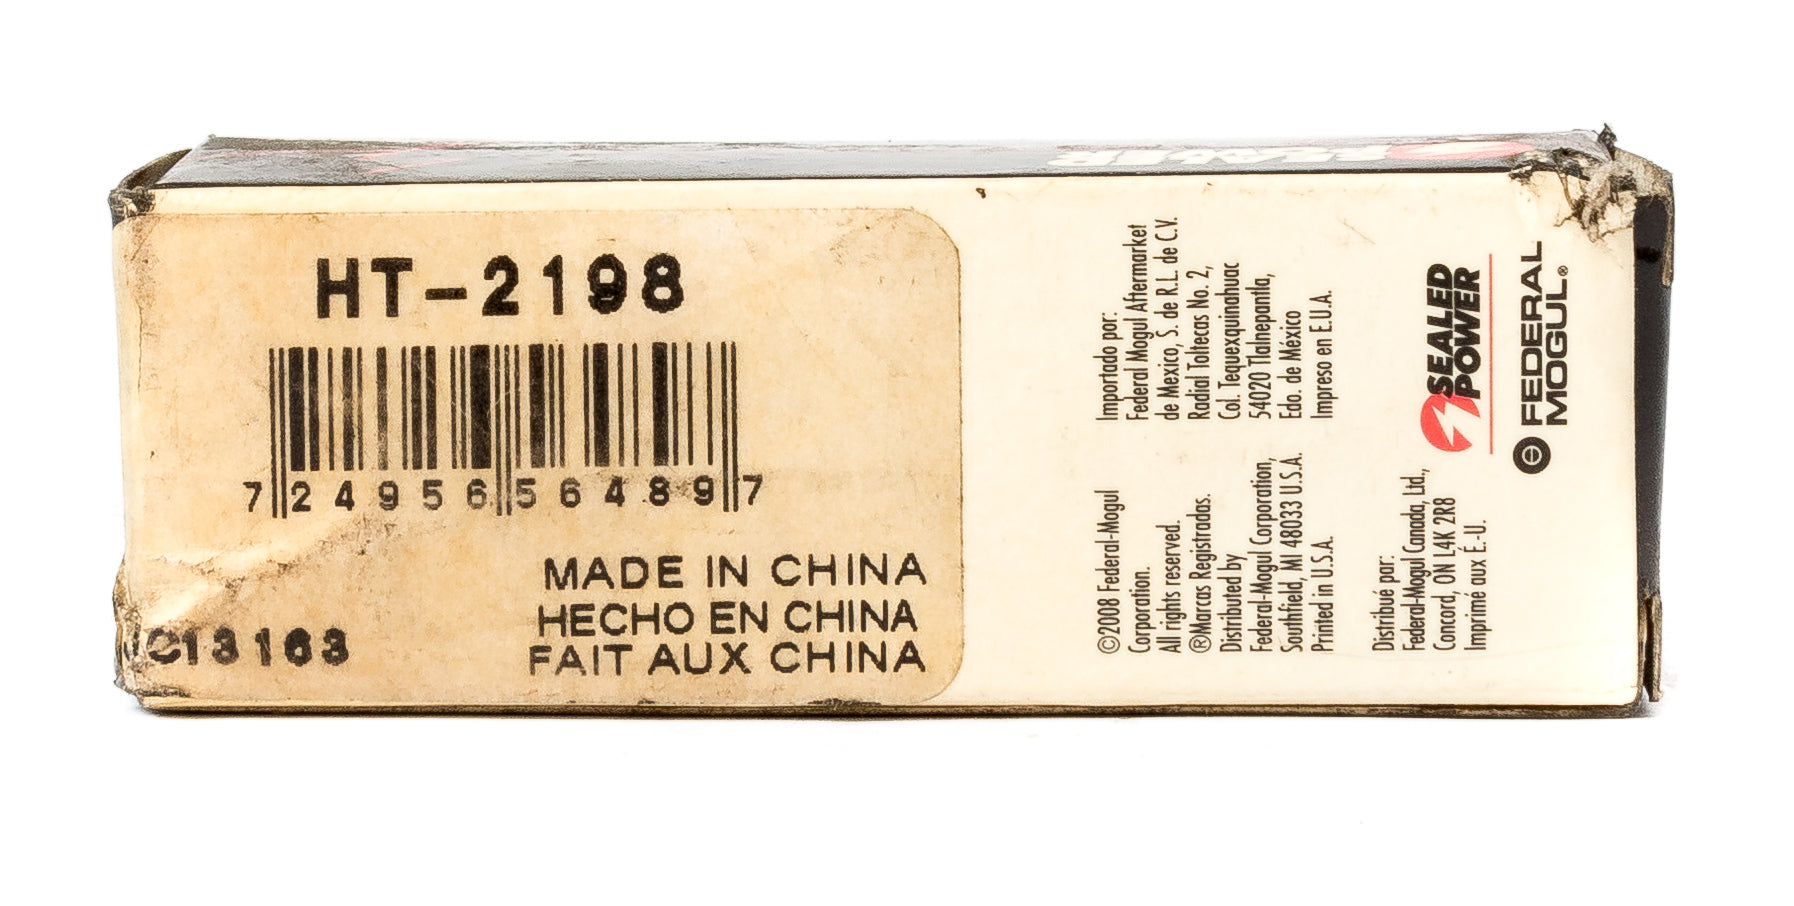 HT-2198
7 24956 56489 7
MADE IN CHINA
HECHO EN CHINA
FAIT AUX CHINA
Importado por:
Federal Mogul Aftermarket
de Mexico, S. de R.L. de C.V.
Radial Toltecas No. 2,
Col. Tequexquinahuac
54020 Tlalnepantla,
Edo. de México
Impreso en E.U.A.
©2008 Federal-Mogul
Corporation.
All rights reserved.
®Marcas Registradas.
Distributed by
Federal-Mogul Corporation,
Southfield, MI 48033 U.S.A.
Printed in U.S.A.
Distribué par:
Federal-Mogul Canada, Ltd.,
Concord, ON L4K 2R8
Imprimé aux É.-U.
SEALED
POWER
FEDERAL
MOGUL®